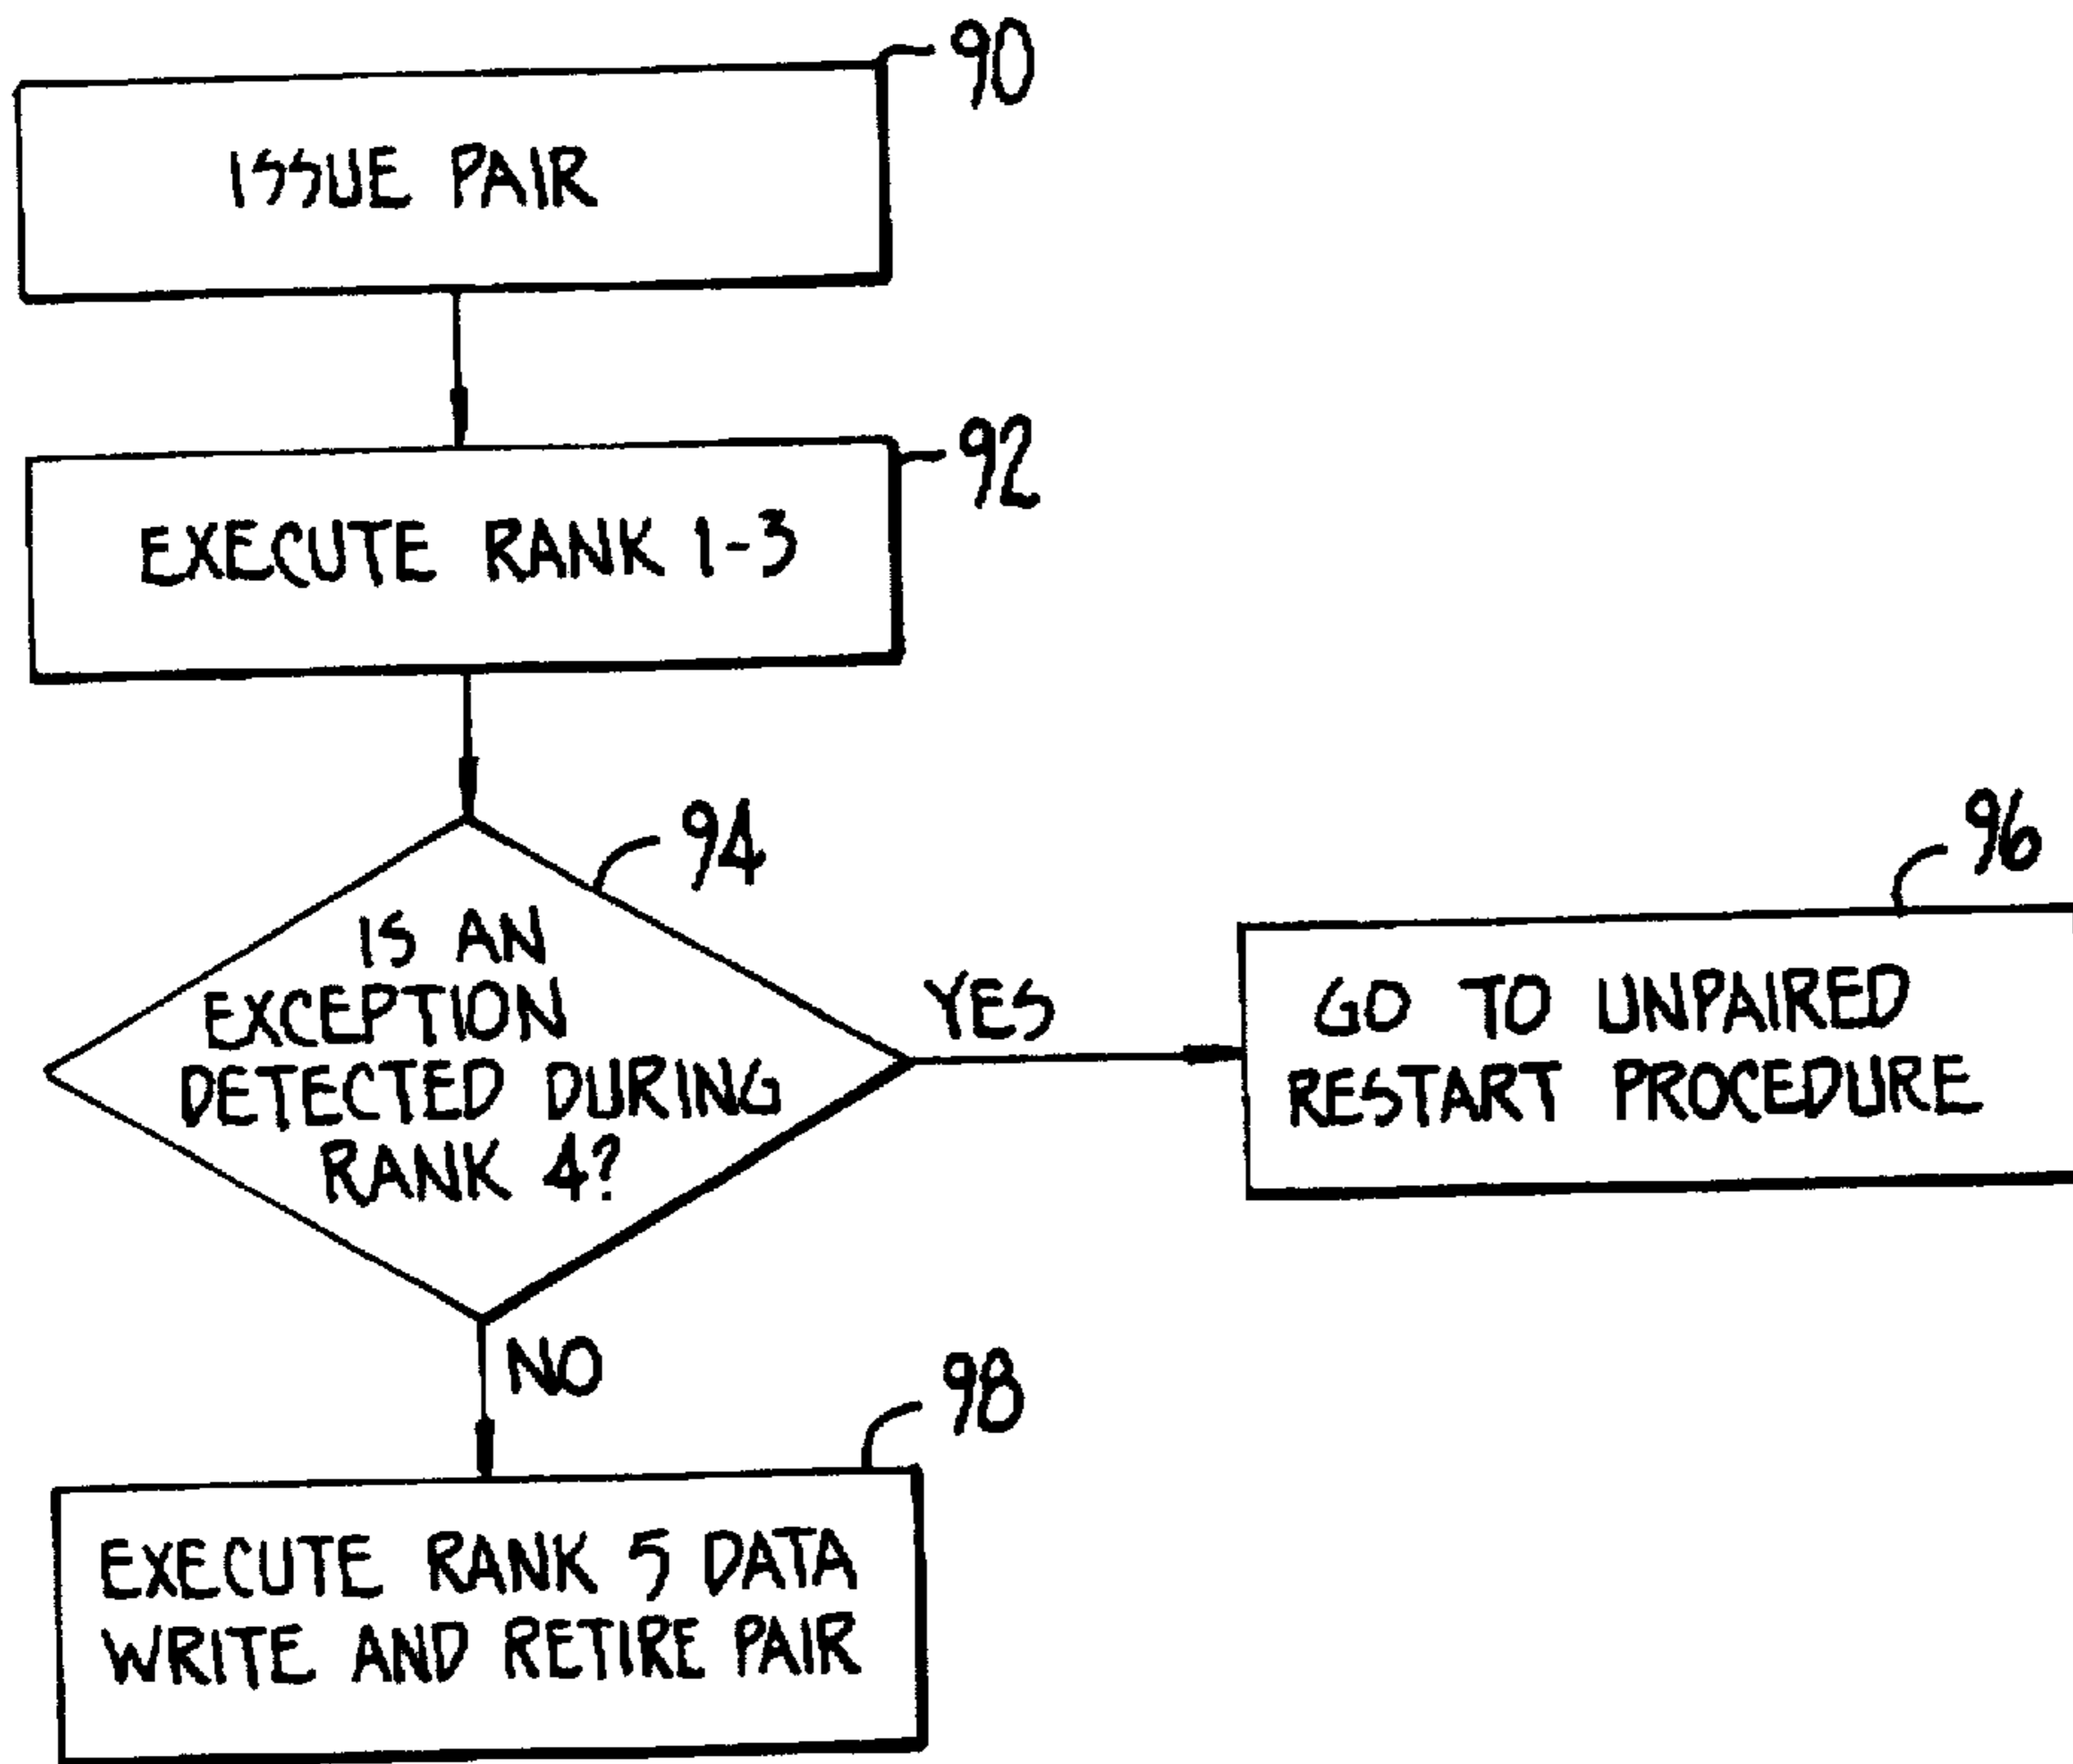 90
ISSUE PAIR
92
EXECUTE RANK 1-3
94
IS AN
EXCEPTION
DETECTED DURING
RANK 4?
YES
96
GO TO UNPAIRED
RESTART PROCEDURE
NO
98
EXECUTE RANK 5 DATA
WRITE AND RETIRE PAIR